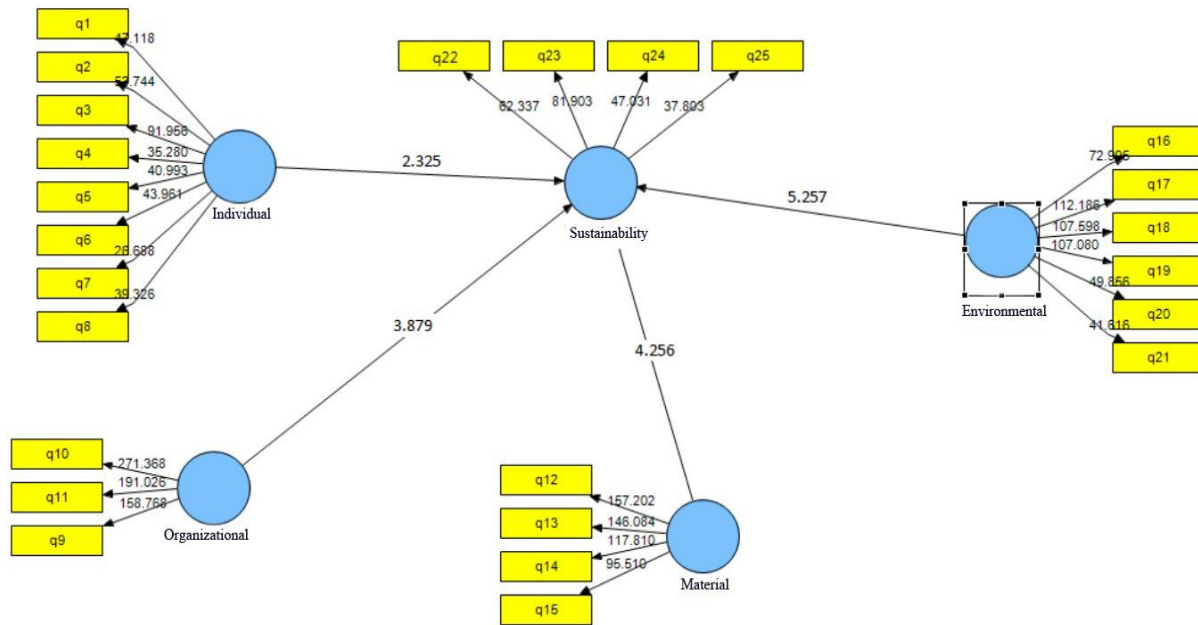 q1
47.118
q2
q3
91.956
q4
35.280
q5
40.993
43.961
q6
26.688
q7
39.326
q8
Individual
q22
q23
q24
q25
62.337
81.903
47.031
37.803
Sustainability
2.325
5.257
3.879
4.256
q16
72.995
q17
112.186
q18
107.598
107.080
q19
49.856
q20
41.616
q21
Environmental
q10
271.368
q11
191.026
158.768
q9
Organizational
q12
157.202
q13
146.084
117.810
q14
95.510
q15
Material